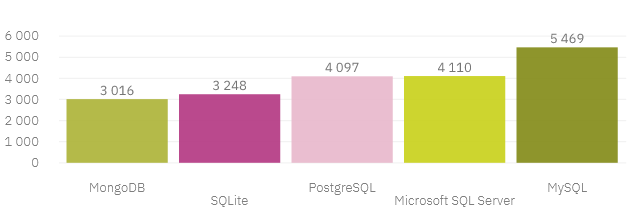 6 000
5 000
4 000
3 000
2 000
1 000
0
3 016
3 248
4 097
4 110
5 469
MongoDB
SQLite
PostgreSQL
Microsoft SQL Server
MySQL